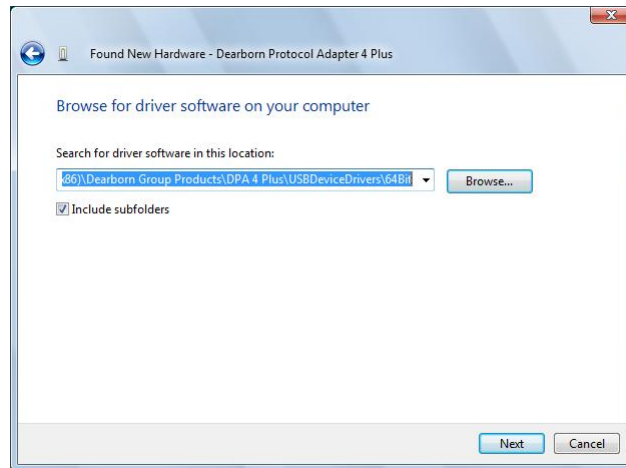 Found New Hardware - Dearborn Protocol Adapter 4 Plus
Browse for driver software on your computer
Search for driver software in this location:
x86)\Dearborn Group Products\DPA 4 Plus\USBDeviceDrivers\64Bit
Browse...
Include subfolders
Next
Cancel